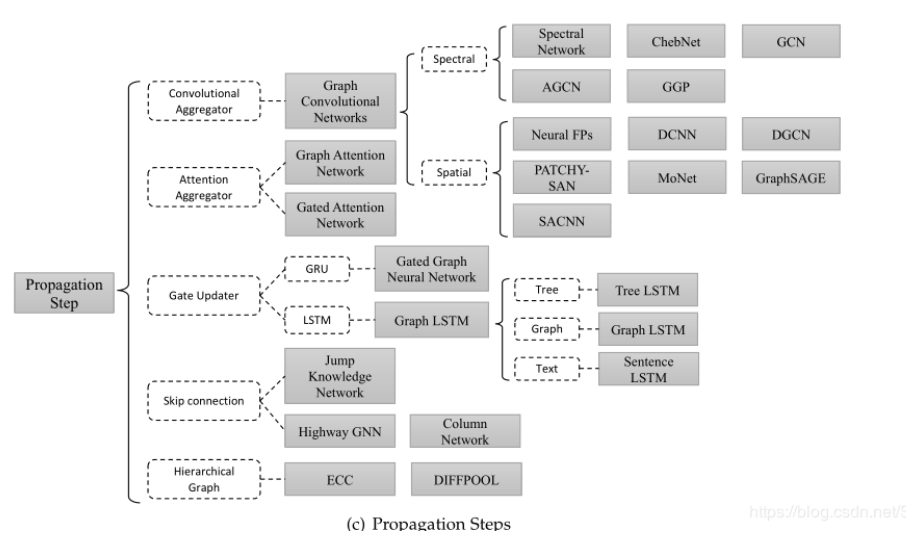 Propagation
Step
Convolutional
Aggregator
Graph
Convolutional
Networks
Spectral
Spectral
Network
ChebNet
GCN
AGCN
GGP
Spatial
Neural FPs
DCNN
DGCN
PATCHY-
SAN
MoNet
GraphSAGE
SACNN
Attention
Aggregator
Graph Attention
Network
Gated Attention
Network
Gate Updater
GRU
Gated Graph
Neural Network
LSTM
Graph LSTM
Tree
Tree LSTM
Graph
Graph LSTM
Text
Sentence
LSTM
Skip connection
Jump
Knowledge
Network
Highway GNN
Column
Network
Hierarchical
Graph
ECC
DIFFPOOL
(c) Propagation Steps
https://blog.csdn.net/